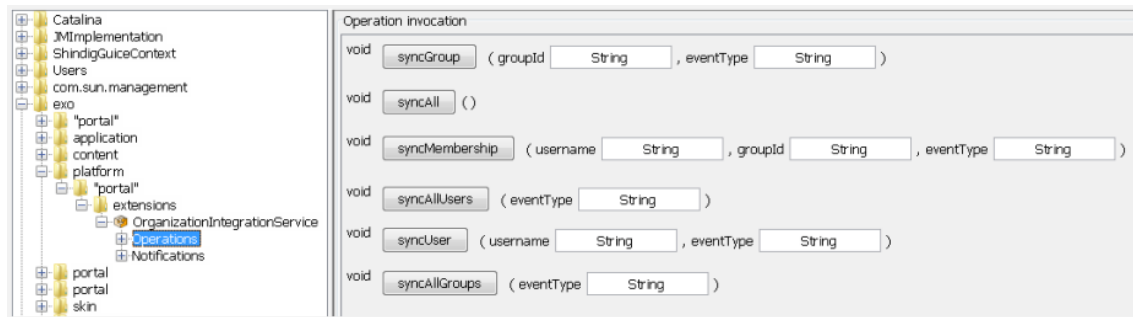 Catalina
JMImplementation
ShindigGuiceContext
Users
com.sun.management
exo
"portal"
application
content
platform
"portal"
extensions
OrganizationIntegrationService
Operations
Notifications
portal
portal
skin
Operation invocation
void syncGroup ( groupId String , eventType String )
void syncAll ()
void syncMembership ( username String , groupId String , eventType String )
void syncAllUsers ( eventType String )
void syncUser ( username String , eventType String )
void syncAllGroups ( eventType String )